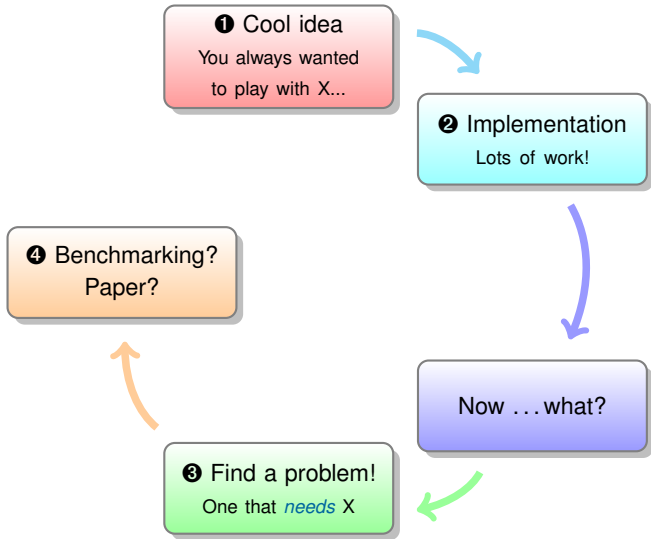 ❶ Cool idea
You always wanted
to play with X...
❷ Implementation
Lots of work!
Now ...what?
❸ Find a problem!
One that needs X
❹ Benchmarking?
Paper?